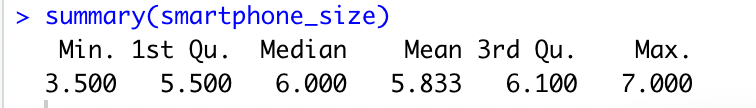 > summary(smartphone_size)
Min. 1st Qu. Median Mean 3rd Qu. Max.
3.500 5.500 6.000 5.833 6.100 7.000